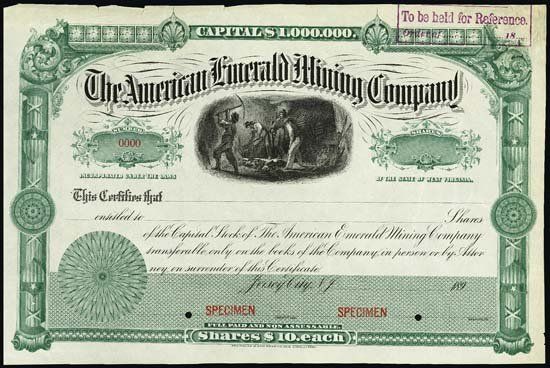 CAPITAL $1,000,000.
To be held for Reference.
Order of 18
The American Emerald Mining Company
NUMBER
0000
SHARES
INCORPORATED UNDER THE LAWS
OF THE STATE OF WEST VIRGINIA.
This Certifies that
entitled to Shares
of the Capital Stock of The American Emerald Mining Company
transferable only on the books of the Company, in person or by Attor
ney, on surrender of this Certificate
Jersey City, N.J. 189
SPECIMEN SPECIMEN
FULL PAID AND NON ASSESSABLE.
Shares $10. each